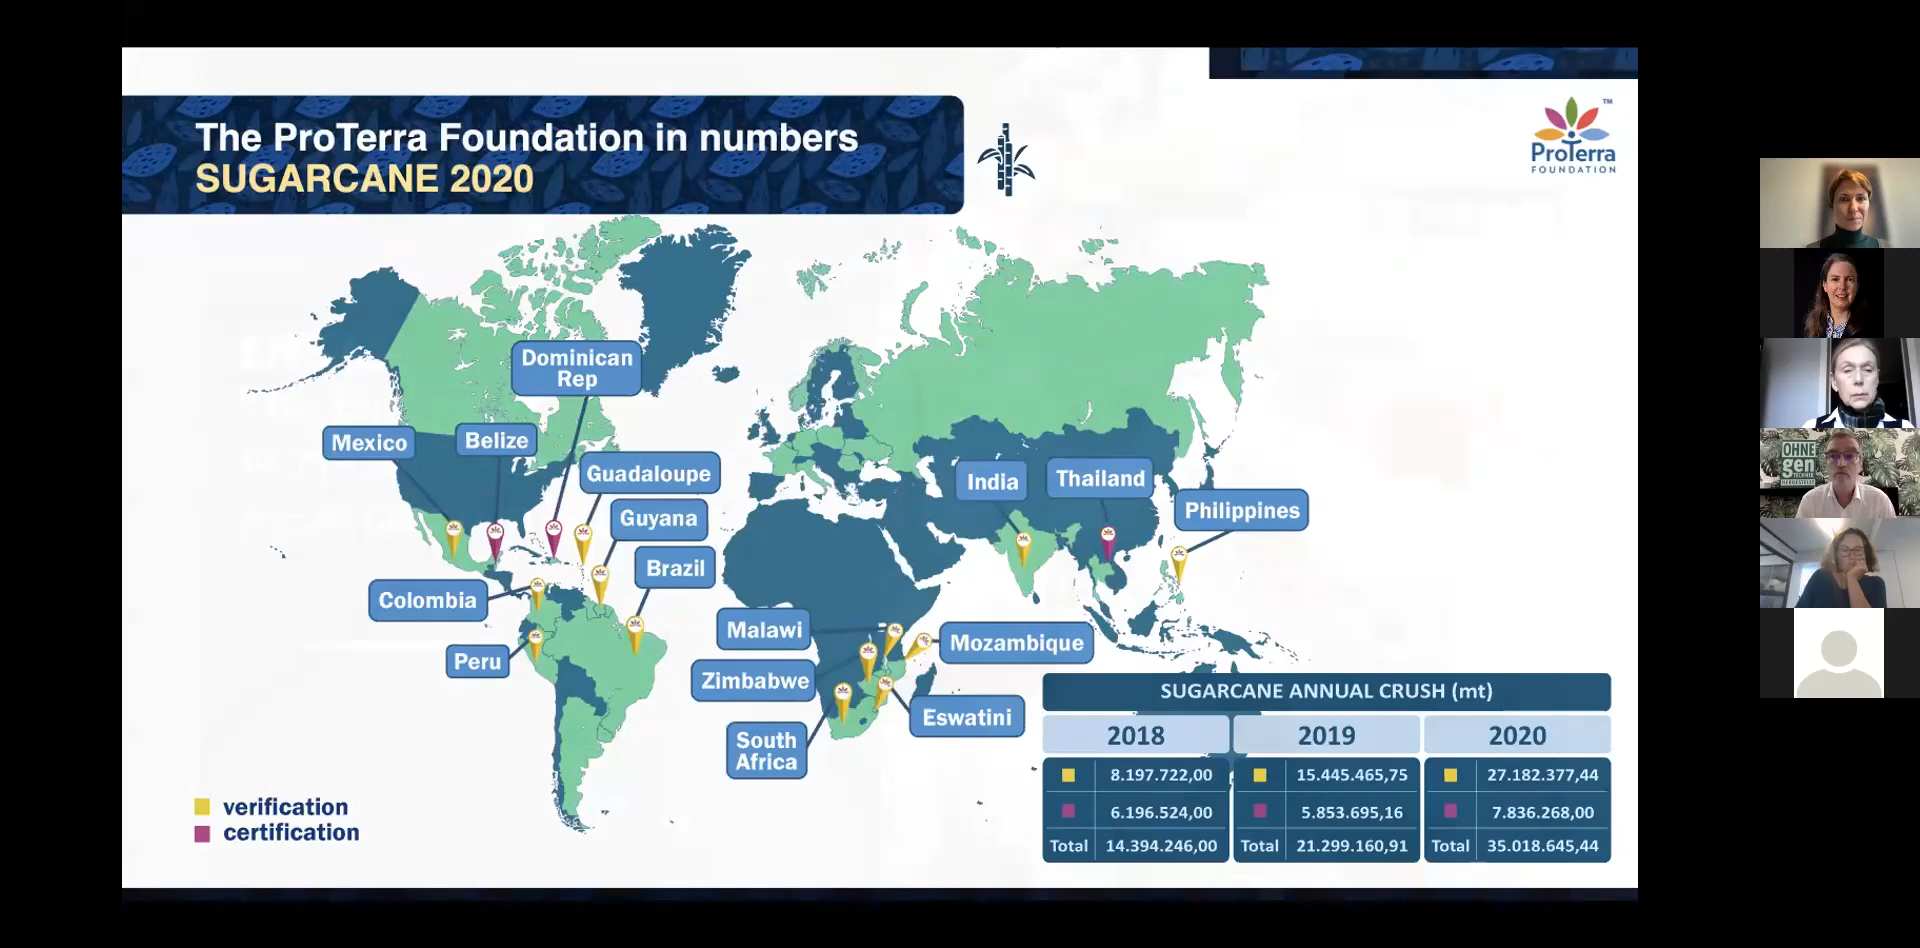 The ProTerra Foundation in numbers
SUGARCANE 2020
TM
ProTerra
FOUNDATION
Dominican
Rep
Mexico
Belize
Guadaloupe
Guyana
Brazil
Colombia
Peru
India
Thailand
Philippines
Malawi
Mozambique
Zimbabwe
Eswatini
South
Africa
verification
certification
SUGARCANE ANNUAL CRUSH (mt)
2018 2019 2020
8.197.722,00 15.445.465,75 27.182.377,44
6.196.524,00 5.853.695,16 7.836.268,00
Total 14.394.246,00 Total 21.299.160,91 Total 35.018.645,44
OHNE
gen